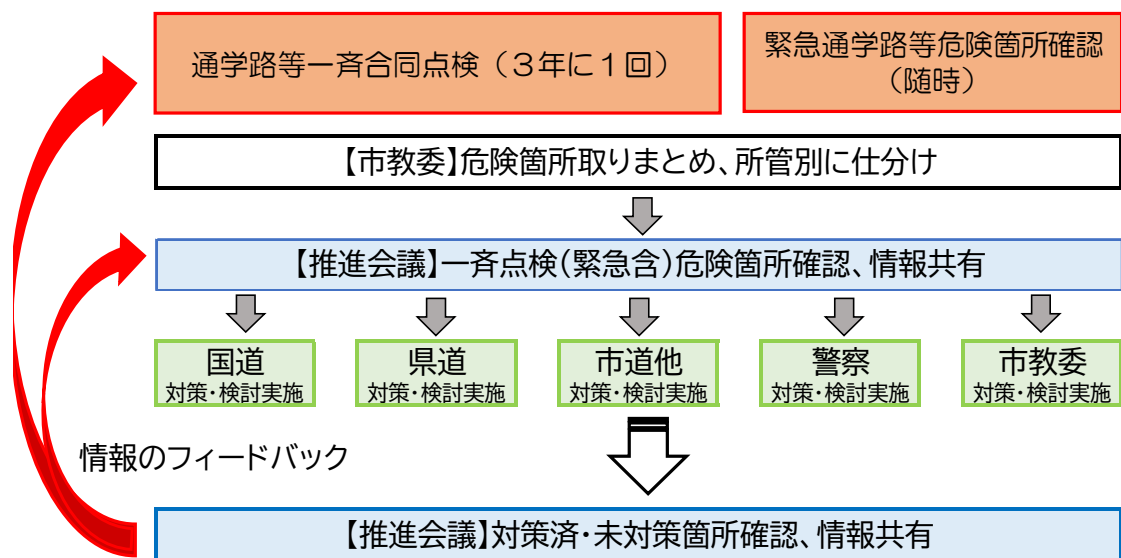 通学路等一斉合同点検（３年に１回）
緊急通学路等危険箇所確認
（随時）
【市教委】危険箇所取りまとめ、所管別に仕分け
【推進会議】一斉点検（緊急含）危険箇所確認、情報共有
国道
対策・検討実施
県道
対策・検討実施
市道他
対策・検討実施
警察
対策・検討実施
市教委
対策・検討実施
情報のフィードバック
【推進会議】対策済・未対策箇所確認、情報共有